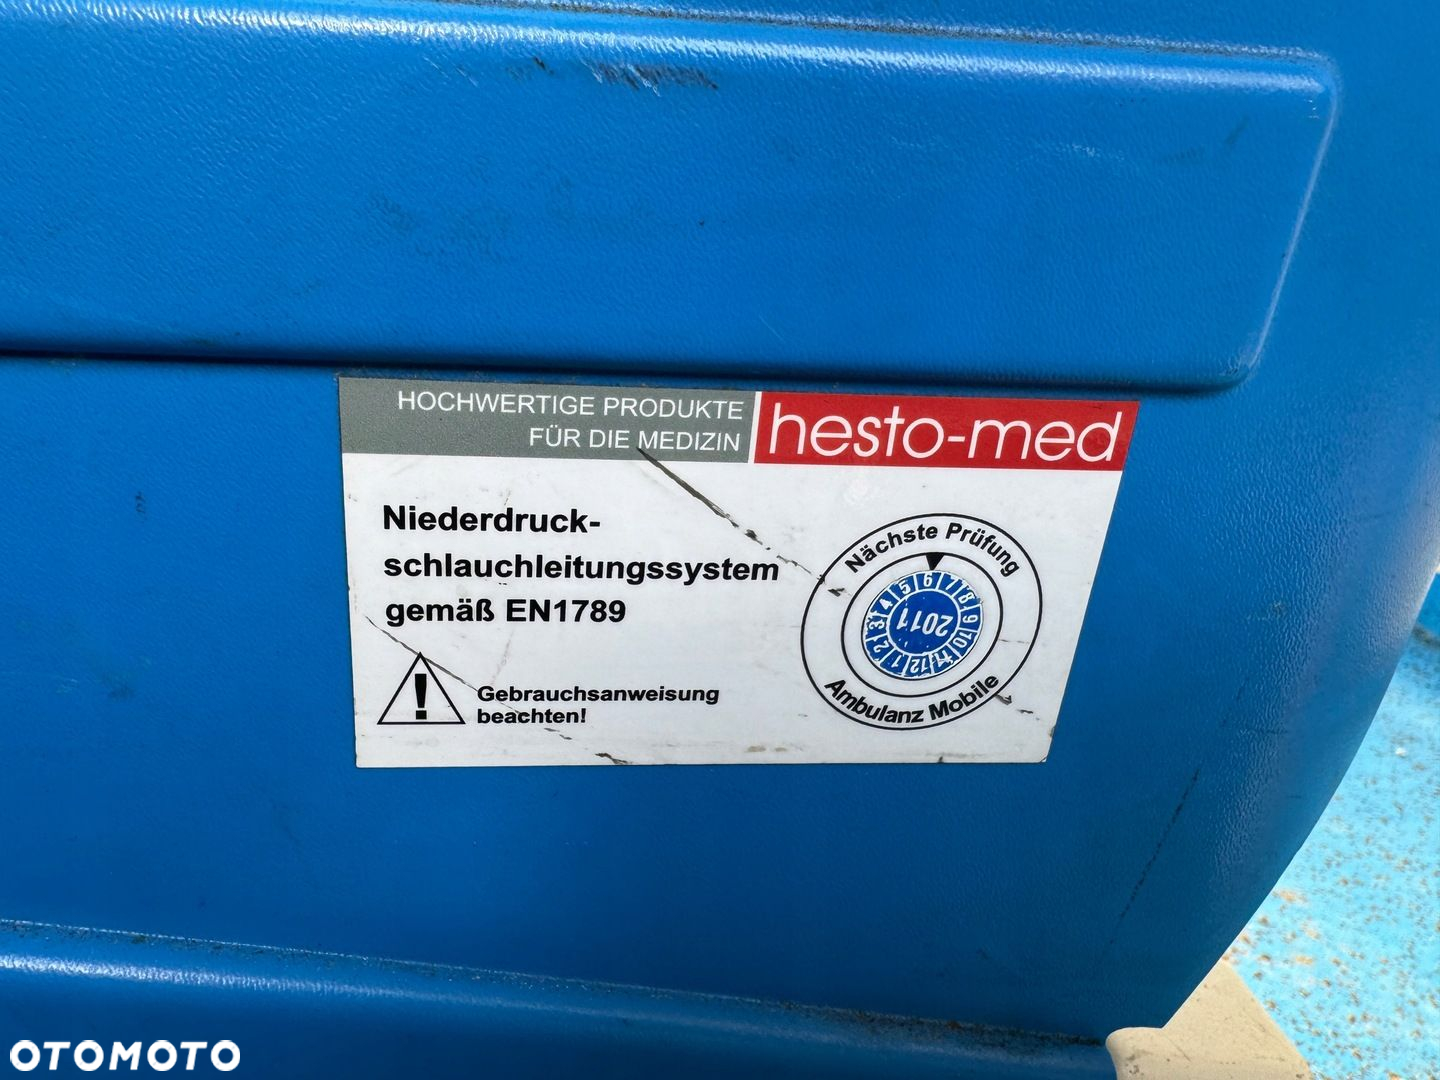 HOCHWERTIGE PRODUKTE
FÜR DIE MEDIZIN
hesto-med
Niederdruck-
schlauchleitungssystem
gemäß EN1789
Gebrauchsanweisung
beachten!
Nächste Prüfung
1 2 3 4 5 6 7 8 9 10 11 12
2011
Ambulanz Mobile
OTOMOTO